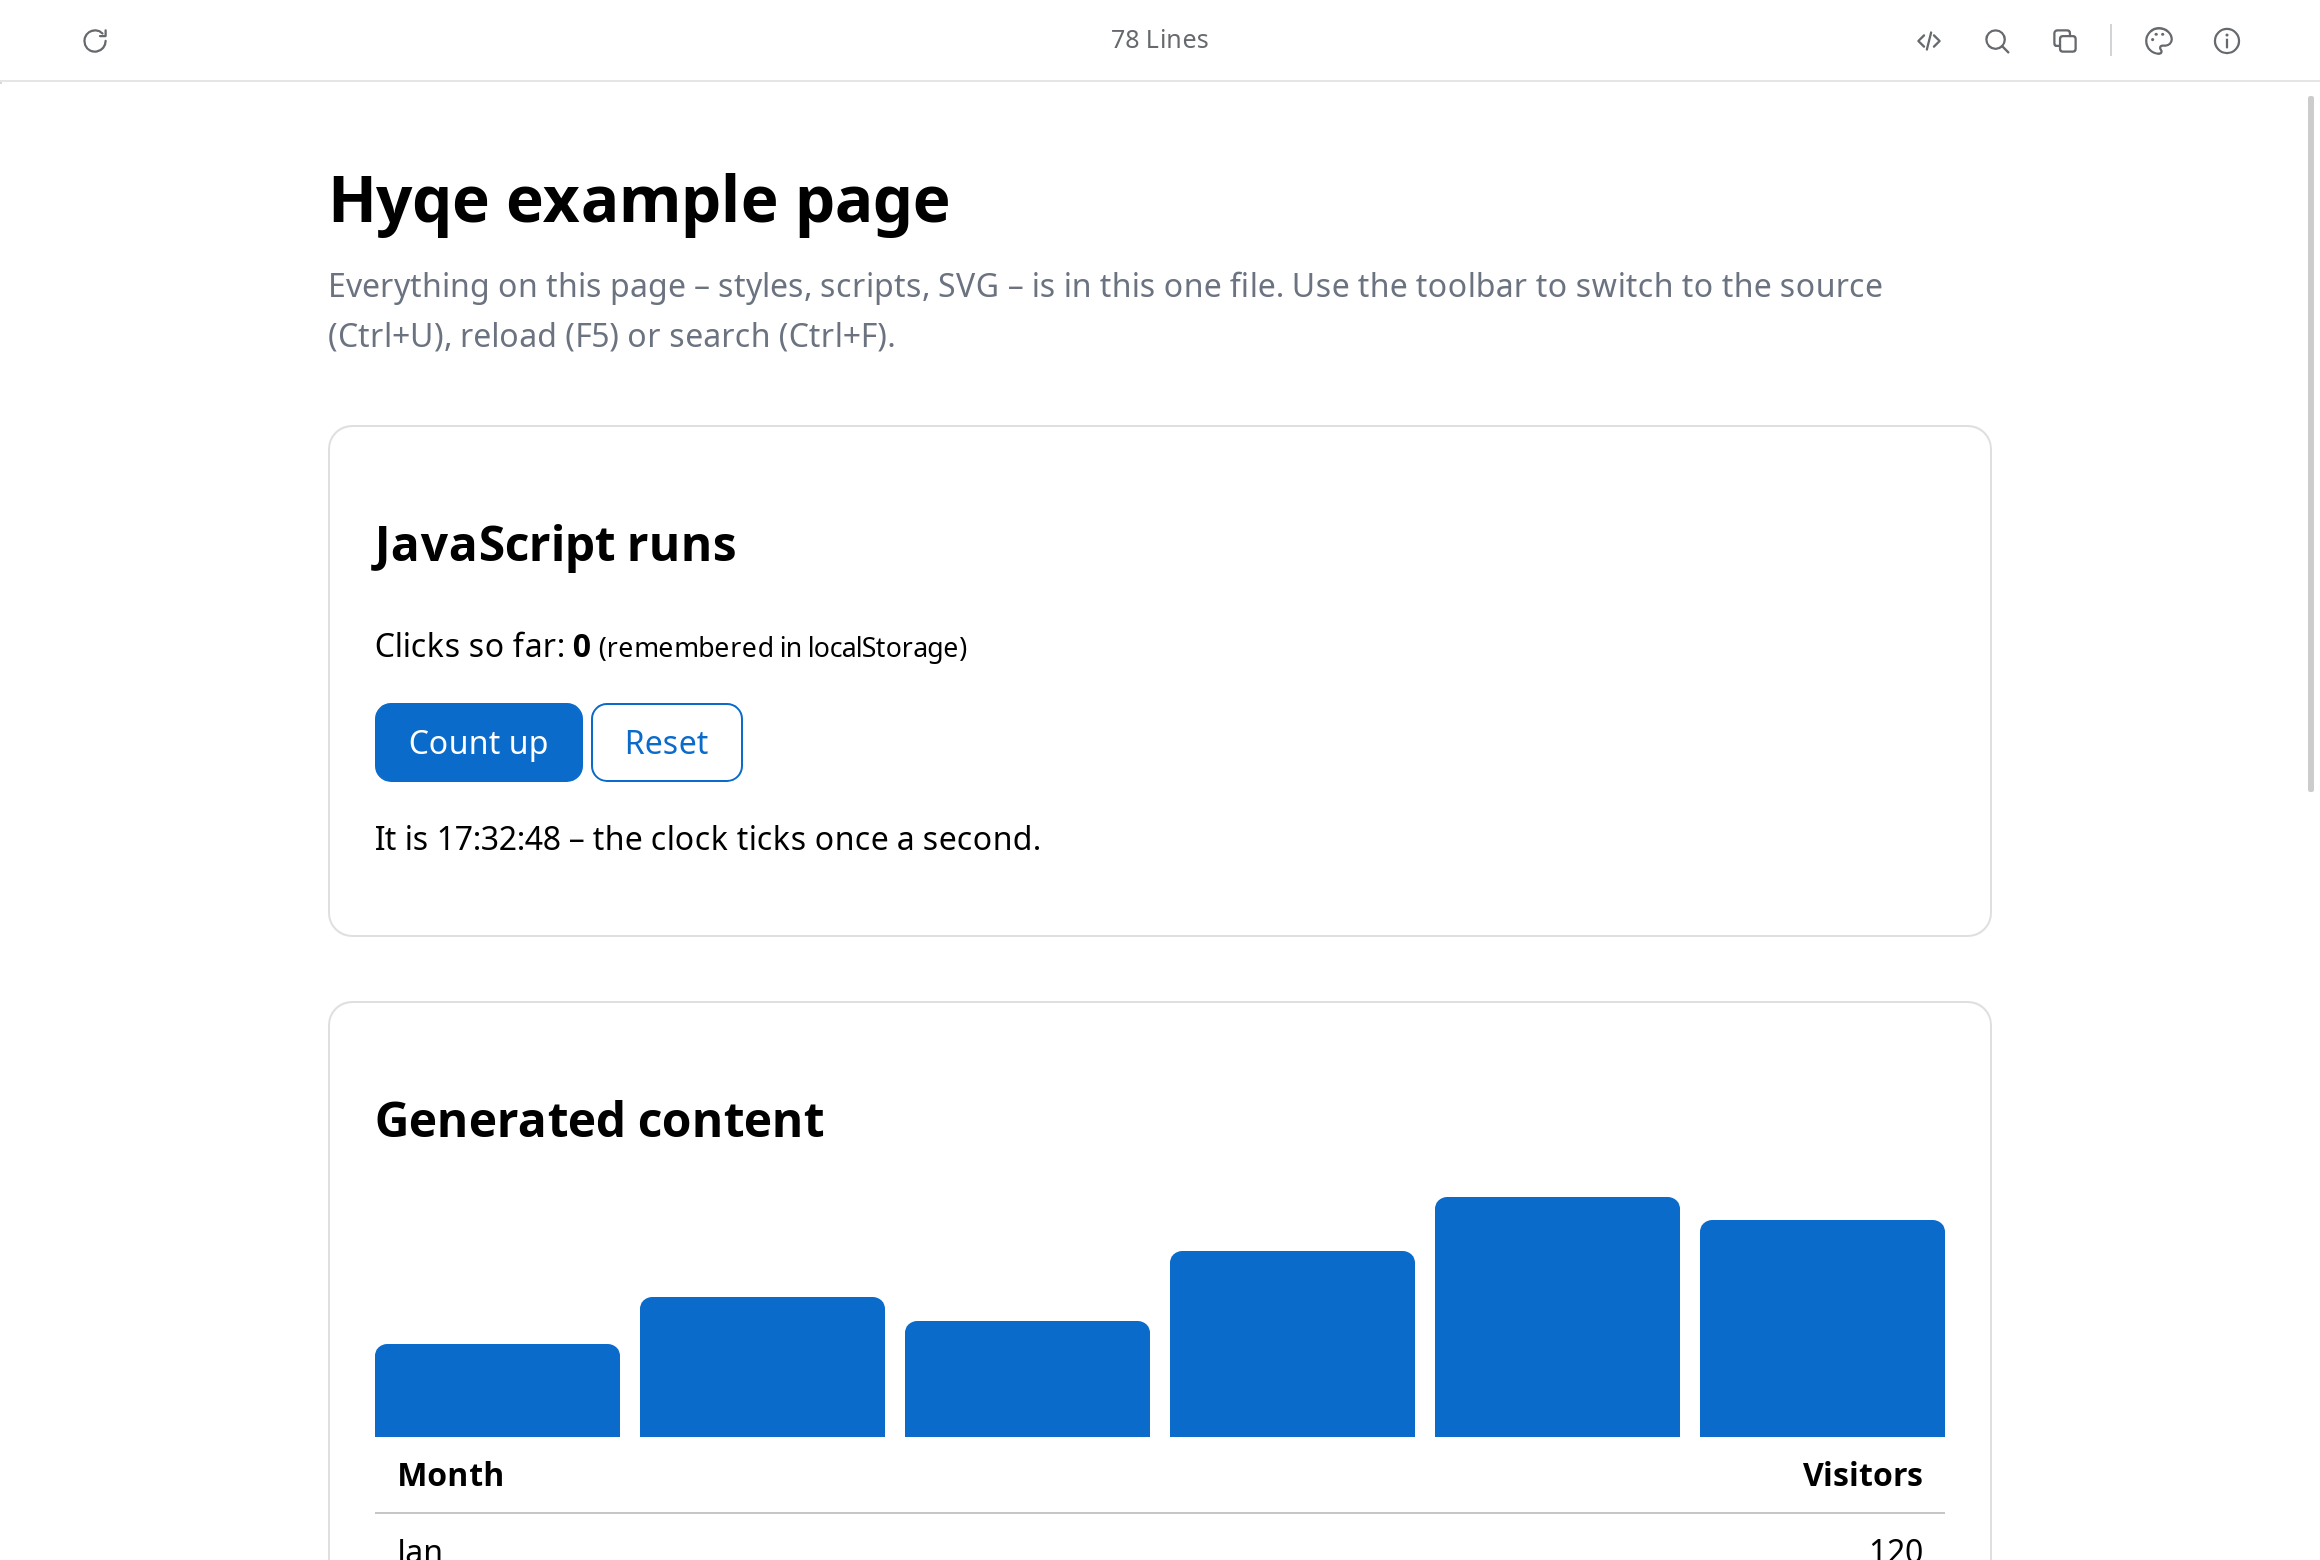 78 Lines
Hyqe example page
Everything on this page – styles, scripts, SVG – is in this one file. Use the toolbar to switch to the source
(Ctrl+U), reload (F5) or search (Ctrl+F).
JavaScript runs
Clicks so far: 0 (remembered in localStorage)
Count up Reset
It is 17:32:48 – the clock ticks once a second.
Generated content
Month Visitors
Jan 120